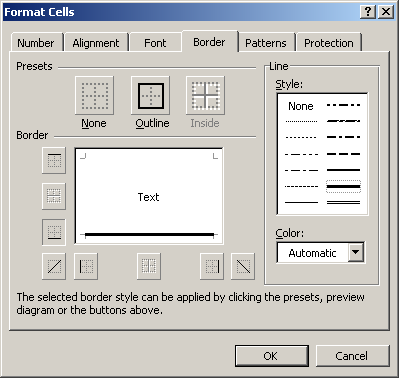 Format Cells
Number Alignment Font Border Patterns Protection
Presets
None Outline Inside
Border
Text
Line
Style:
None
Color:
Automatic
The selected border style can be applied by clicking the presets, preview
diagram or the buttons above.
OK Cancel